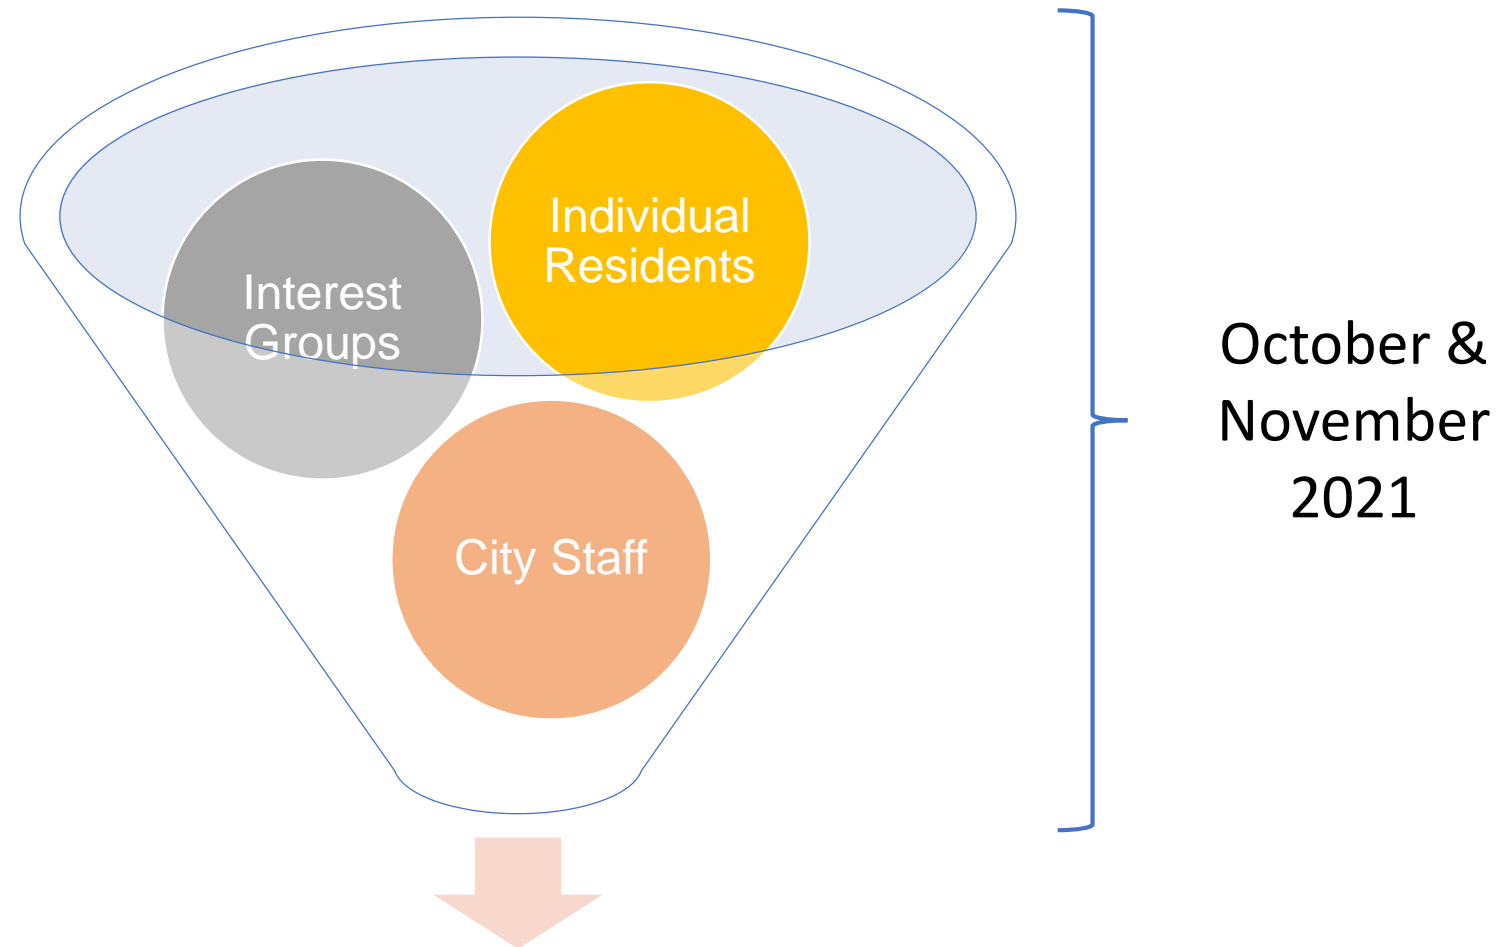 Individual
Residents
Interest
Groups
City Staff
October &
November
2021